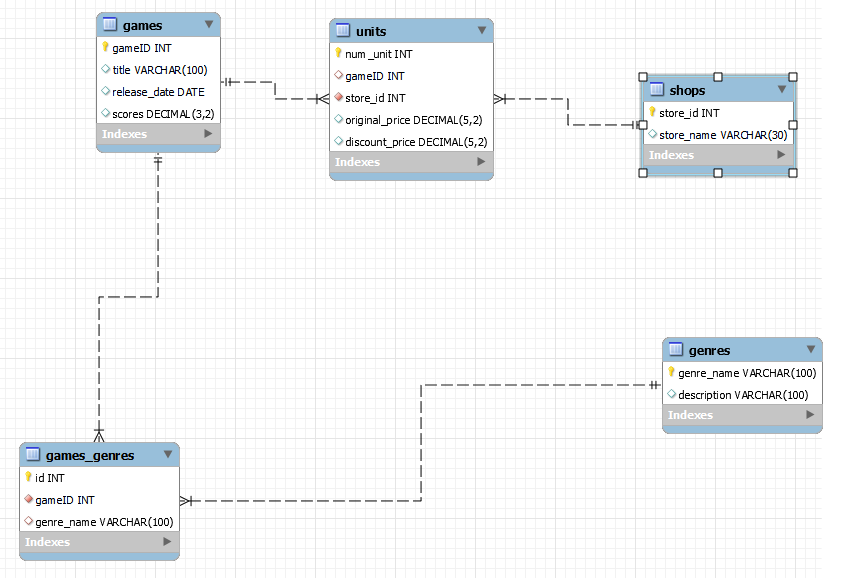 games
gameID INT
title VARCHAR(100)
release_date DATE
scores DECIMAL(3,2)
Indexes
units
num_unit INT
gameID INT
store_id INT
original_price DECIMAL(5,2)
discount_price DECIMAL(5,2)
Indexes
shops
store_id INT
store_name VARCHAR(30)
Indexes
genres
genre_name VARCHAR(100)
description VARCHAR(100)
Indexes
games_genres
id INT
gameID INT
genre_name VARCHAR(100)
Indexes